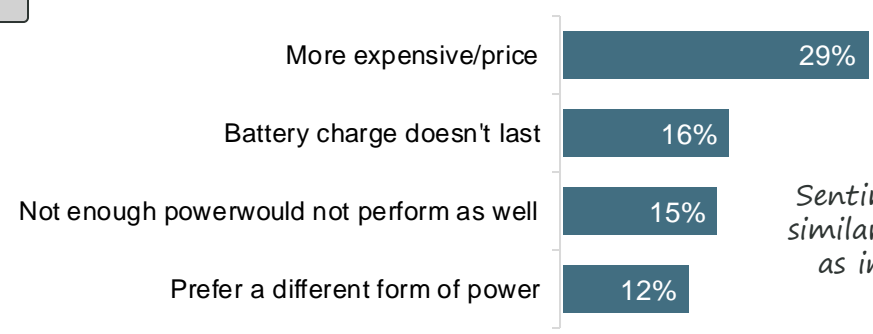 More expensive/price
29%
Battery charge doesn't last
16%
Not enough powerwould not perform as well
15%
Prefer a different form of power
12%
similar
as